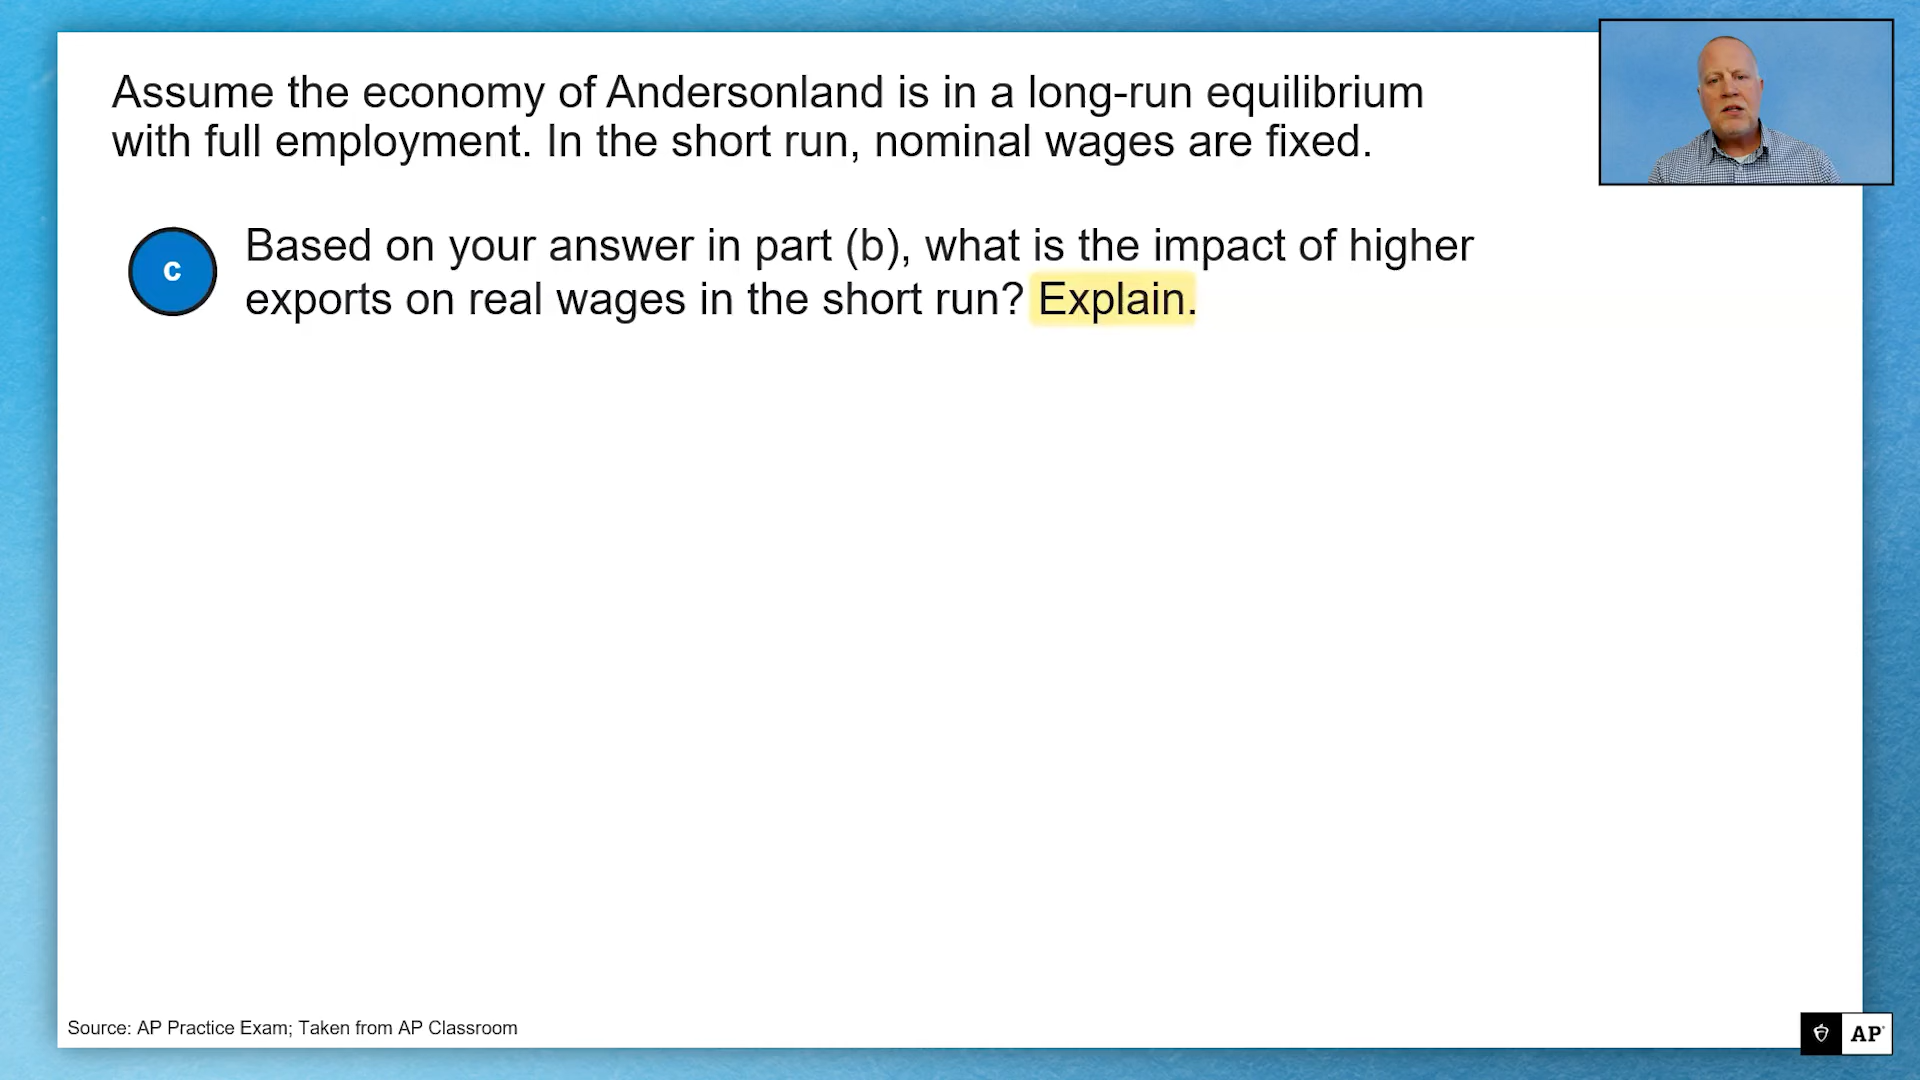 Assume the economy of Andersonland is in a long-run equilibrium
with full employment. In the short run, nominal wages are fixed.
c
Based on your answer in part (b), what is the impact of higher
exports on real wages in the short run? Explain.
Source: AP Practice Exam; Taken from AP Classroom
AP